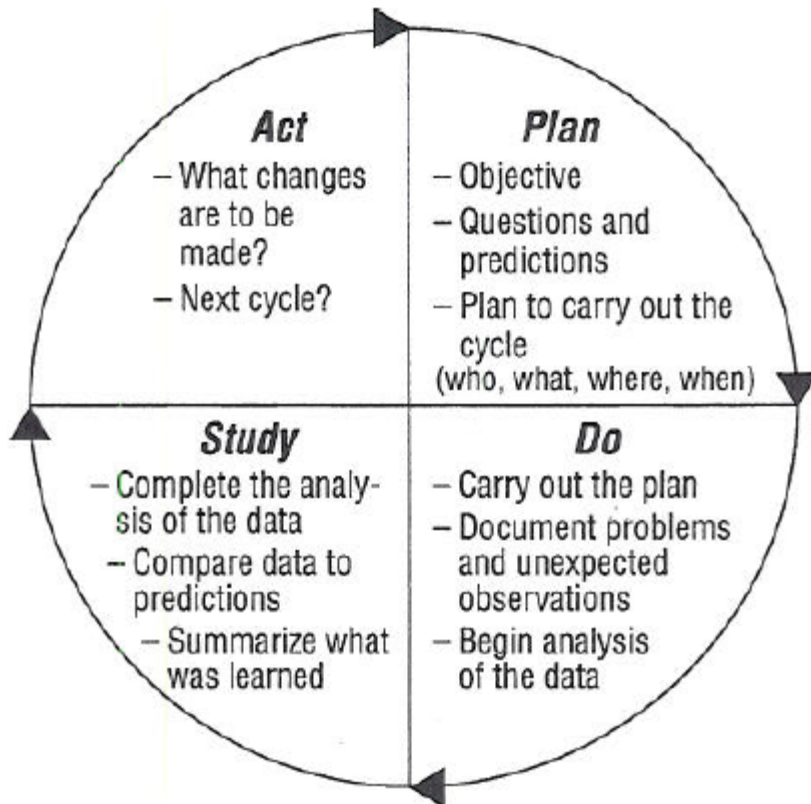 Act
– What changes
are to be
made?
– Next cycle?
Plan
– Objective
– Questions and
predictions
– Plan to carry out the
cycle
(who, what, where, when)
Study
– Complete the analy-
sis of the data
– Compare data to
predictions
– Summarize what
was learned
Do
– Carry out the plan
– Document problems
and unexpected
observations
– Begin analysis
of the data